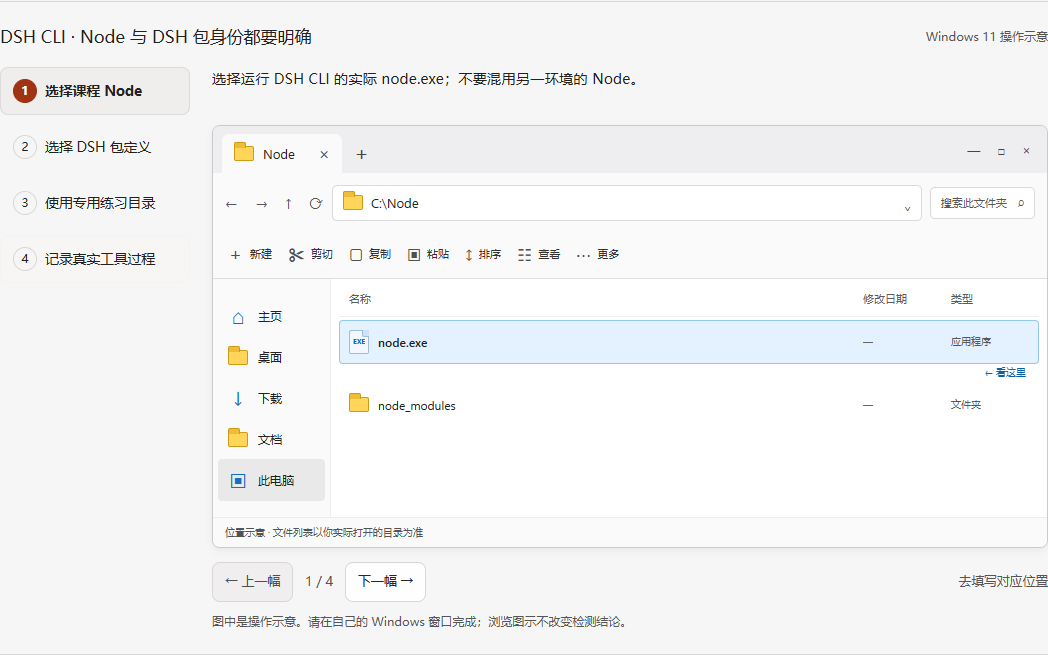 DSH CLI · Node 与 DSH 包身份都要明确
Windows 11 操作示意
1 选择课程 Node
2 选择 DSH 包定义
3 使用专用练习目录
4 记录真实工具过程
选择运行 DSH CLI 的实际 node.exe；不要混用另一环境的 Node。
Node × +
— □ ×
← → ↑ ⟳ C:\Node ⌄ 搜索此文件夹 ⌕
+ 新建 ✂ 剪切 ▢ 复制 ▣ 粘贴 ↕ 排序 ☷ 查看 ··· 更多
主页
桌面
↓ 下载
文档
此电脑
名称 修改日期 类型
EXE node.exe — 应用程序
← 看这里
node_modules — 文件夹
位置示意 · 文件列表以你实际打开的目录为准
← 上一幅 1 / 4 下一幅 →
去填写对应位置
图中是操作示意。请在自己的 Windows 窗口完成；浏览图示不改变检测结论。